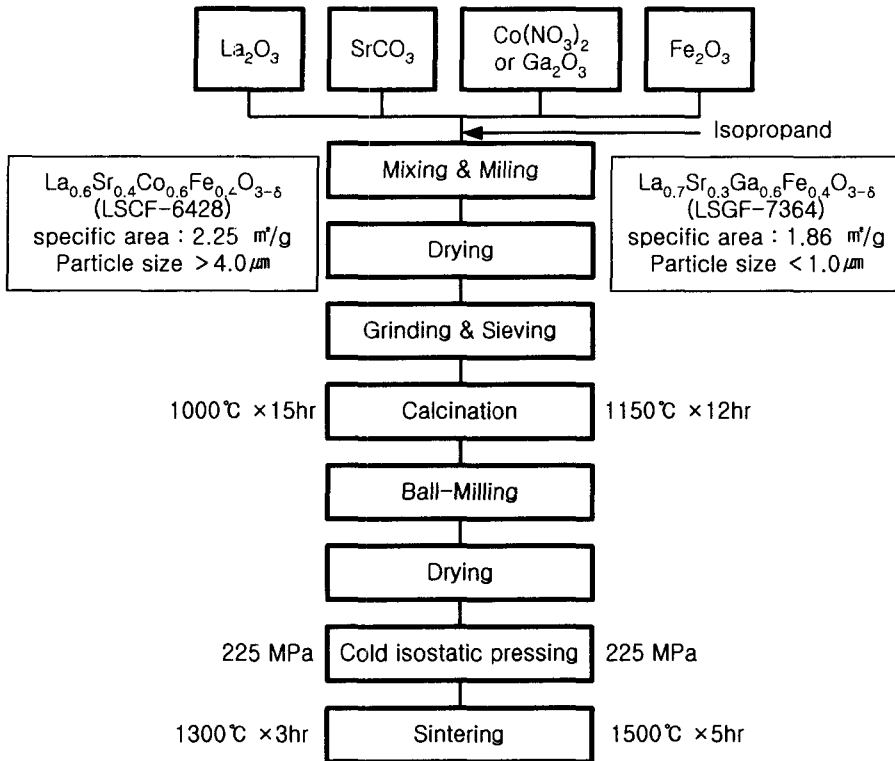 La₂O₃
SrCO₃
Co(NO₃)₂
or Ga₂O₃
Fe₂O₃
Isopropand
Mixing & Miling
La₀.₆Sr₀.₄Co₀.₆Fe₀.₄O₃₋δ
(LSCF-6428)
specific area : 2.25 ㎡/g
Particle size >4.0㎛
La₀.₇Sr₀.₃Ga₀.₆Fe₀.₄O₃₋δ
(LSGF-7364)
specific area : 1.86 ㎡/g
Particle size <1.0㎛
Drying
Grinding & Sieving
1000℃ ×15hr
Calcination
1150℃ ×12hr
Ball-Milling
Drying
225 MPa
Cold isostatic pressing
225 MPa
1300℃ ×3hr
Sintering
1500℃ ×5hr